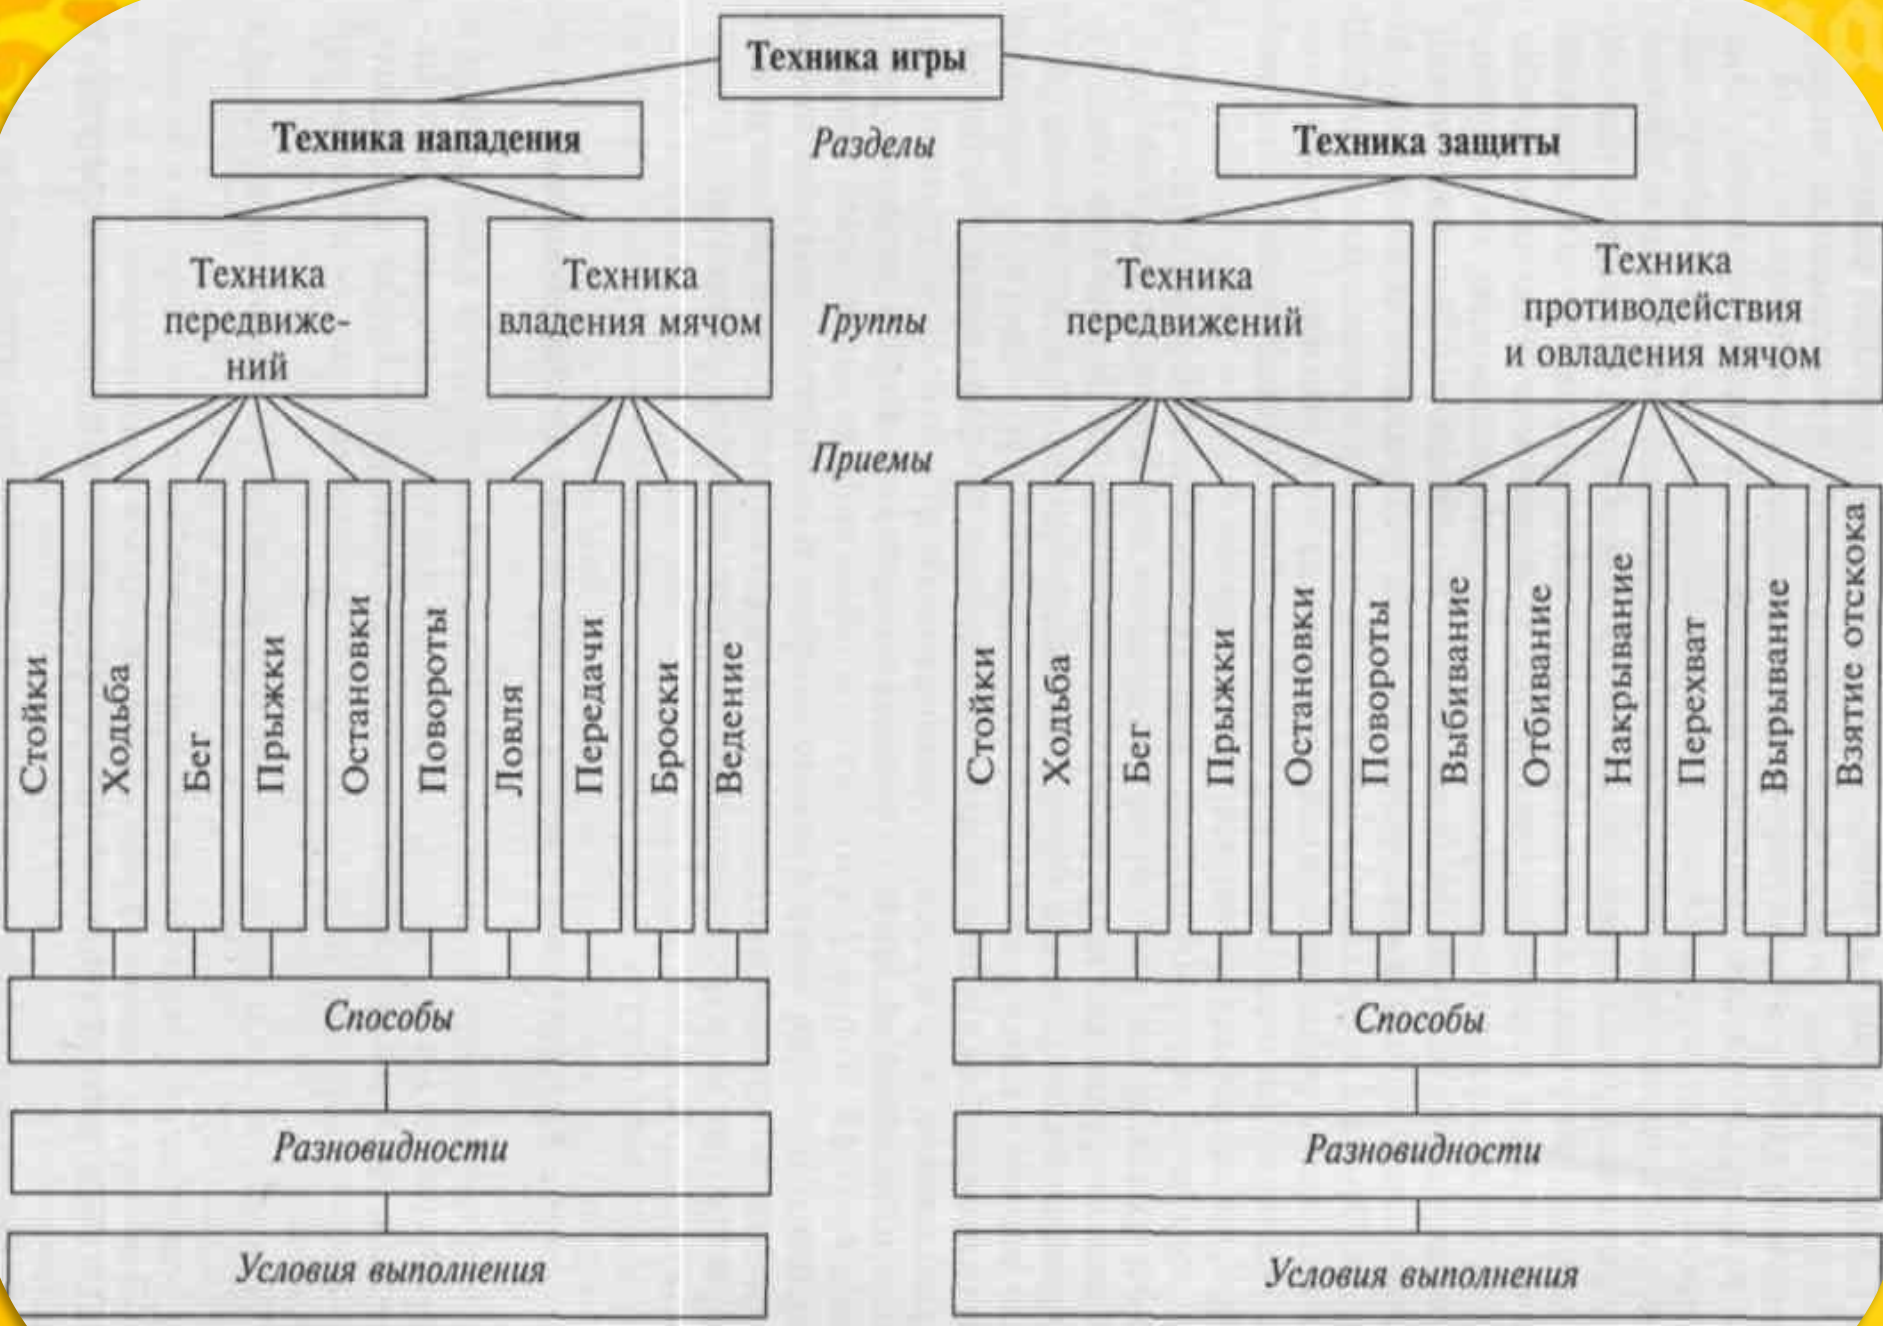 Техника игры
Техника нападения
Разделы
Техника защиты
Техника
передвиже-
ний
Техника
владения мячом
Группы
Техника
передвижений
Техника
противодействия
и овладения мячом
Приемы
Стойки
Ходьба
Бег
Прыжки
Остановки
Повороты
Ловля
Передачи
Броски
Ведение
Стойки
Ходьба
Бег
Прыжки
Остановки
Повороты
Выбивание
Отбивание
Накрывание
Перехват
Вырывание
Взятие отскока
Способы
Способы
Разновидности
Разновидности
Условия выполнения
Условия выполнения